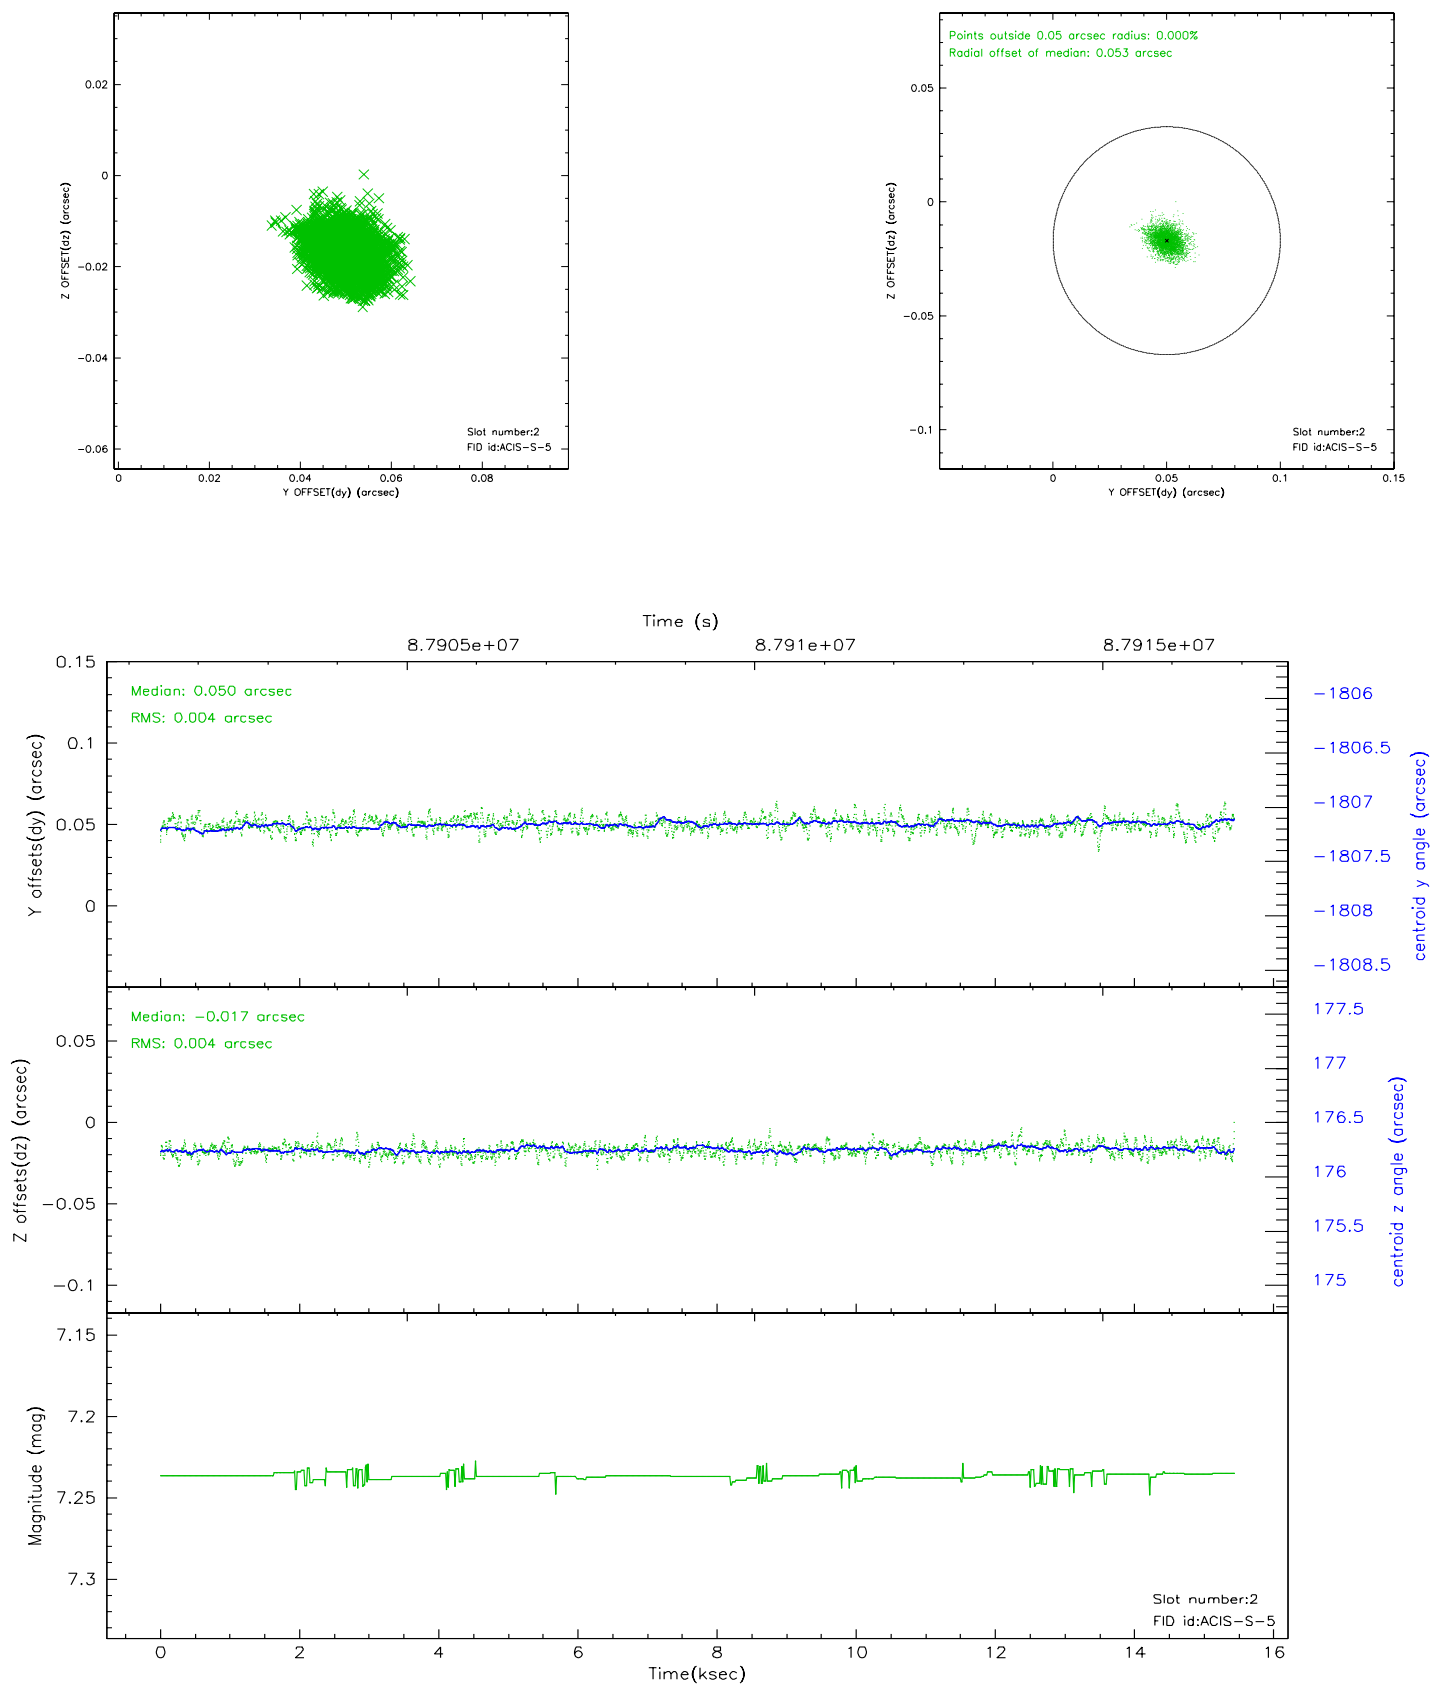 0.02
0
-0.02
-0.04
-0.06
Z OFFSET(dz) (arcsec)
Slot number:2
FID id:ACIS-S-5
0 0.02 0.04 0.06 0.08
Y OFFSET(dy) (arcsec)
Points outside 0.05 arcsec radius: 0.000%
Radial offset of median: 0.053 arcsec
0.05
0
-0.05
-0.1
Z OFFSET(dz) (arcsec)
Slot number:2
FID id:ACIS-S-5
0 0.05 0.1 0.15
Y OFFSET(dy) (arcsec)
Time (s)
8.7905e+07 8.791e+07 8.7915e+07
Median: 0.050 arcsec
RMS: 0.004 arcsec
0.15
0.1
0.05
0
Y offsets(dy) (arcsec)
-1806
-1806.5
-1807
-1807.5
-1808
-1808.5
centroid y angle (arcsec)
Median: -0.017 arcsec
RMS: 0.004 arcsec
0.05
0
-0.05
-0.1
Z offsets(dz) (arcsec)
177.5
177
176.5
176
175.5
175
centroid z angle (arcsec)
7.15
7.2
7.25
7.3
Magnitude (mag)
Slot number:2
FID id:ACIS-S-5
0 2 4 6 8 10 12 14 16
Time(ksec)